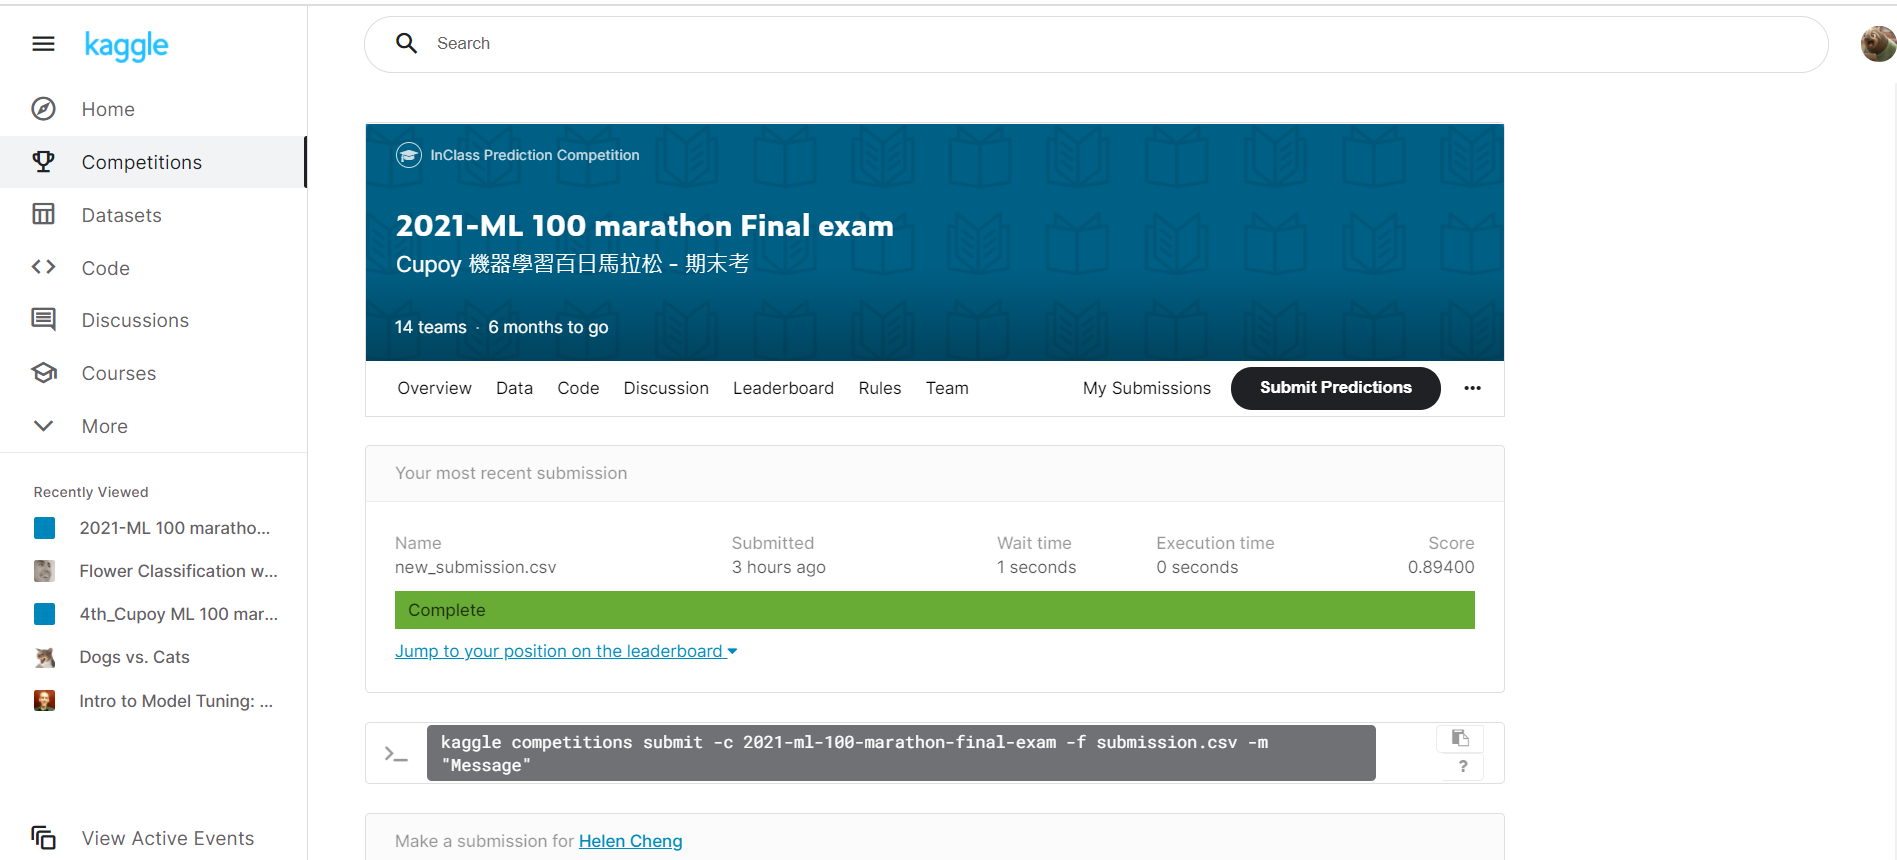 kaggle
Search
Home
Competitions
Datasets
Code
Discussions
Courses
More
Recently Viewed
2021-ML 100 maratho...
Flower Classification w...
4th_Cupoy ML 100 mar...
Dogs vs. Cats
Intro to Model Tuning: ...
View Active Events
InClass Prediction Competition
2021-ML 100 marathon Final exam
Cupoy 機器學習百日馬拉松 - 期末考
14 teams · 6 months to go
Overview Data Code Discussion Leaderboard Rules Team My Submissions Submit Predictions
Your most recent submission
Name Submitted Wait time Execution time Score
new_submission.csv 3 hours ago 1 seconds 0 seconds 0.89400
Complete
Jump to your position on the leaderboard
kaggle competitions submit -c 2021-ml-100-marathon-final-exam -f submission.csv -m
"Message"
?
Make a submission for Helen Cheng